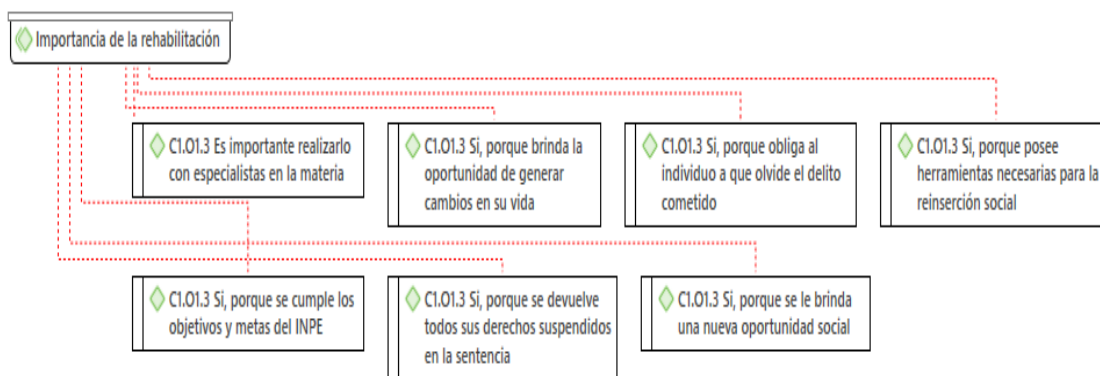 Importancia de la rehabilitación
C1.O1.3 Es importante realizarlo
con especialistas en la materia
C1.O1.3 Si, porque brinda la
oportunidad de generar
cambios en su vida
C1.O1.3 Si, porque obliga al
individuo a que olvide el delito
cometido
C1.O1.3 Si, porque posee
herramientas necesarias para la
reinserción social
C1.O1.3 Si, porque se cumple los
objetivos y metas del INPE
C1.O1.3 Si, porque se devuelve
todos sus derechos suspendidos
en la sentencia
C1.O1.3 Si, porque se le brinda
una nueva oportunidad social